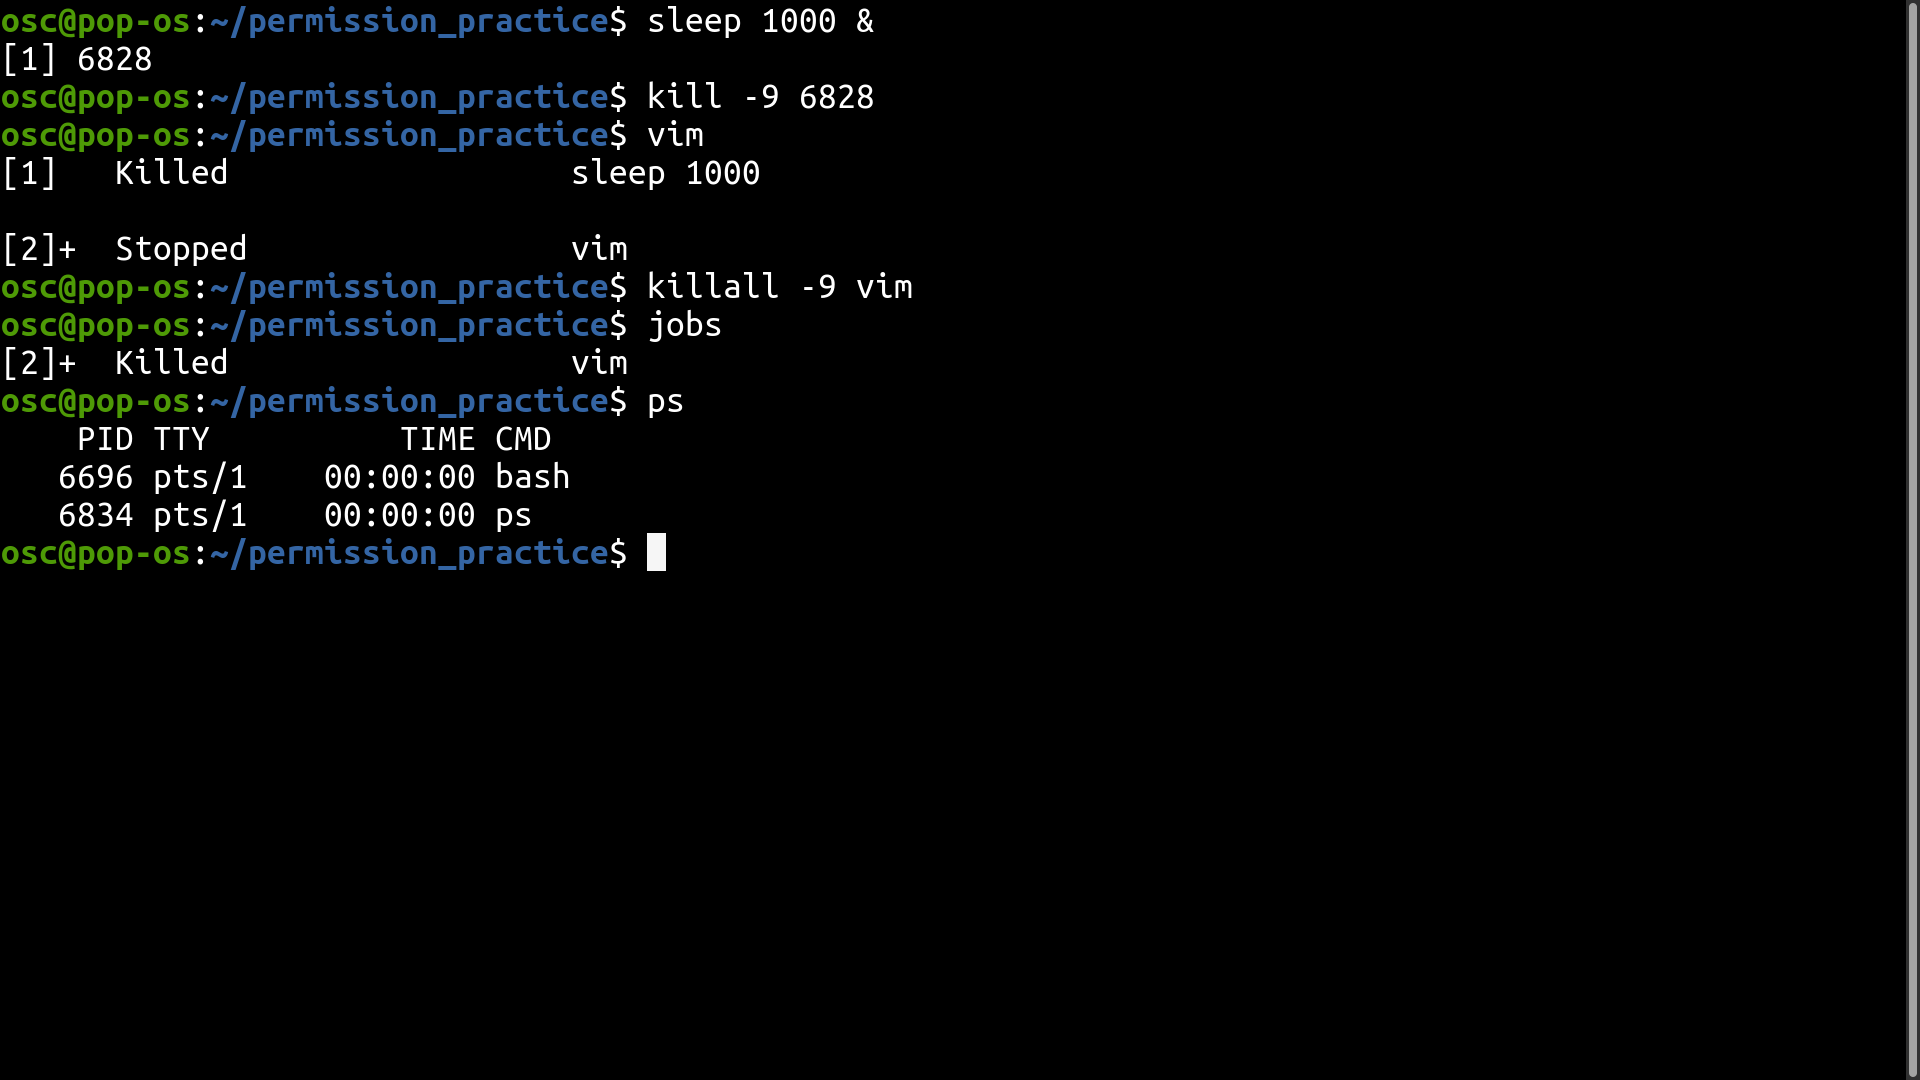 osc@pop-os:~/permission_practice$ sleep 1000 &
[1] 6828
osc@pop-os:~/permission_practice$ kill -9 6828
osc@pop-os:~/permission_practice$ vim
[1]   Killed                  sleep 1000

[2]+  Stopped                 vim
osc@pop-os:~/permission_practice$ killall -9 vim
osc@pop-os:~/permission_practice$ jobs
[2]+  Killed                  vim
osc@pop-os:~/permission_practice$ ps
    PID TTY          TIME CMD
   6696 pts/1    00:00:00 bash
   6834 pts/1    00:00:00 ps
osc@pop-os:~/permission_practice$